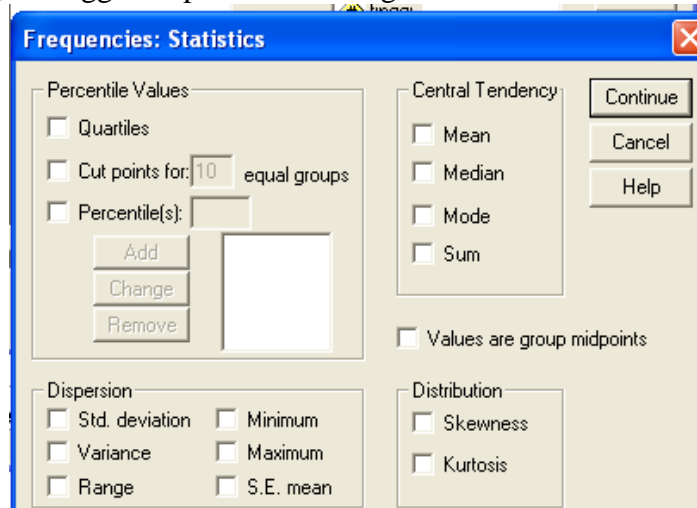 Frequencies: Statistics
Percentile Values
Quartiles
Cut points for: 10 equal groups
Percentile(s):
Add
Change
Remove
Central Tendency
Mean
Median
Mode
Sum
Continue
Cancel
Help
Values are group midpoints
Dispersion
Std. deviation
Variance
Range
Minimum
Maximum
S.E. mean
Distribution
Skewness
Kurtosis